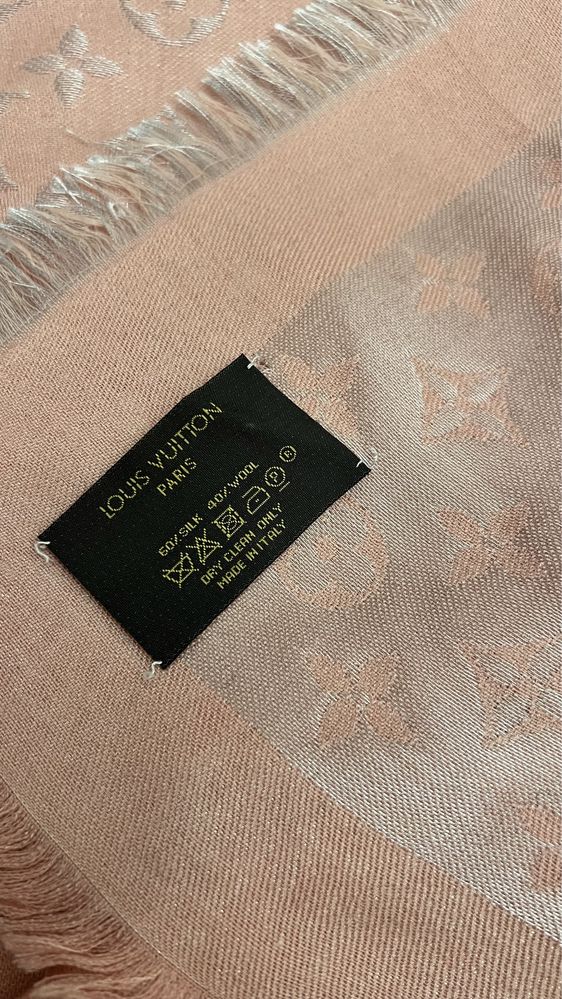 LOUIS VUITTON
PARIS
60%SILK 40%WOOL
P ®
DRY CLEAN ONLY
MADE IN ITALY